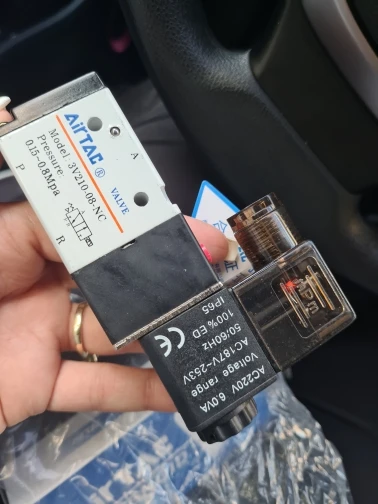 AirTAC ® VALVE
Model: 3V210-08-NC
Pressure:
0.15~0.8Mpa
A
P
R
AC220V 6.0VA
Voltage range
AC187V~253V
50/60Hz
100% ED
IP65
CE
证